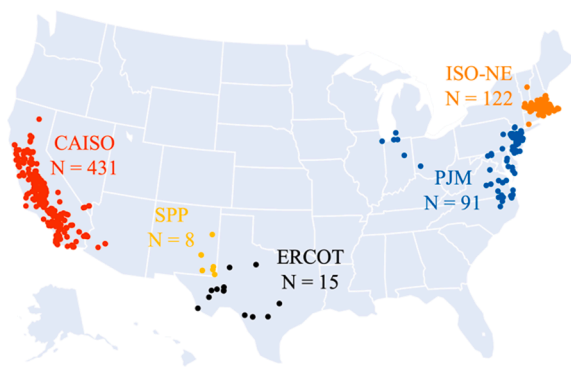 ISO-NE
N = 122
CAISO
N = 431
PJM
N = 91
SPP
N = 8
ERCOT
N = 15